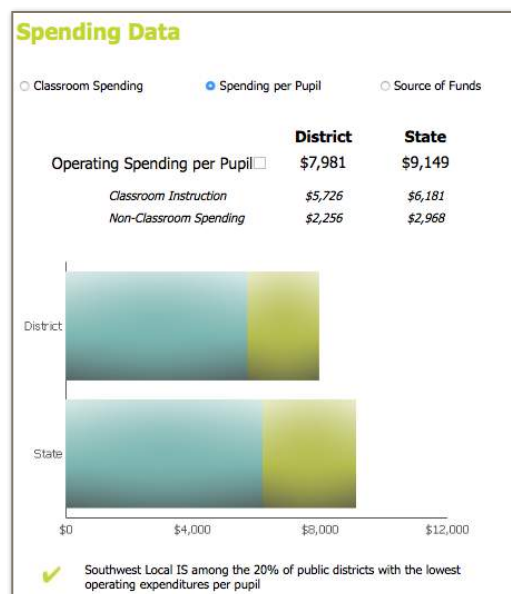 Spending Data
Classroom Spending Spending per Pupil Source of Funds
District State
Operating Spending per Pupil $7,981 $9,149
Classroom Instruction $5,726 $6,181
Non-Classroom Spending $2,256 $2,968
District
State
$0 $4,000 $8,000 $12,000
Southwest Local IS among the 20% of public districts with the lowest
operating expenditures per pupil